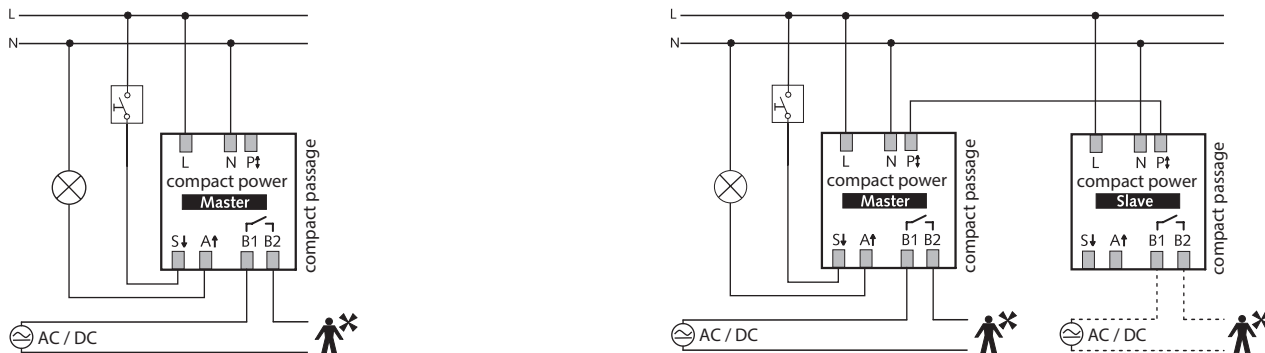 L
N
L N P↕
compact power
Master
S↓ A↑ B1 B2
compact passage
AC / DC
L
N
L N P↕
compact power
Master
S↓ A↑ B1 B2
compact passage
L N P↕
compact power
Slave
S↓ A↑ B1 B2
compact passage
AC / DC
AC / DC